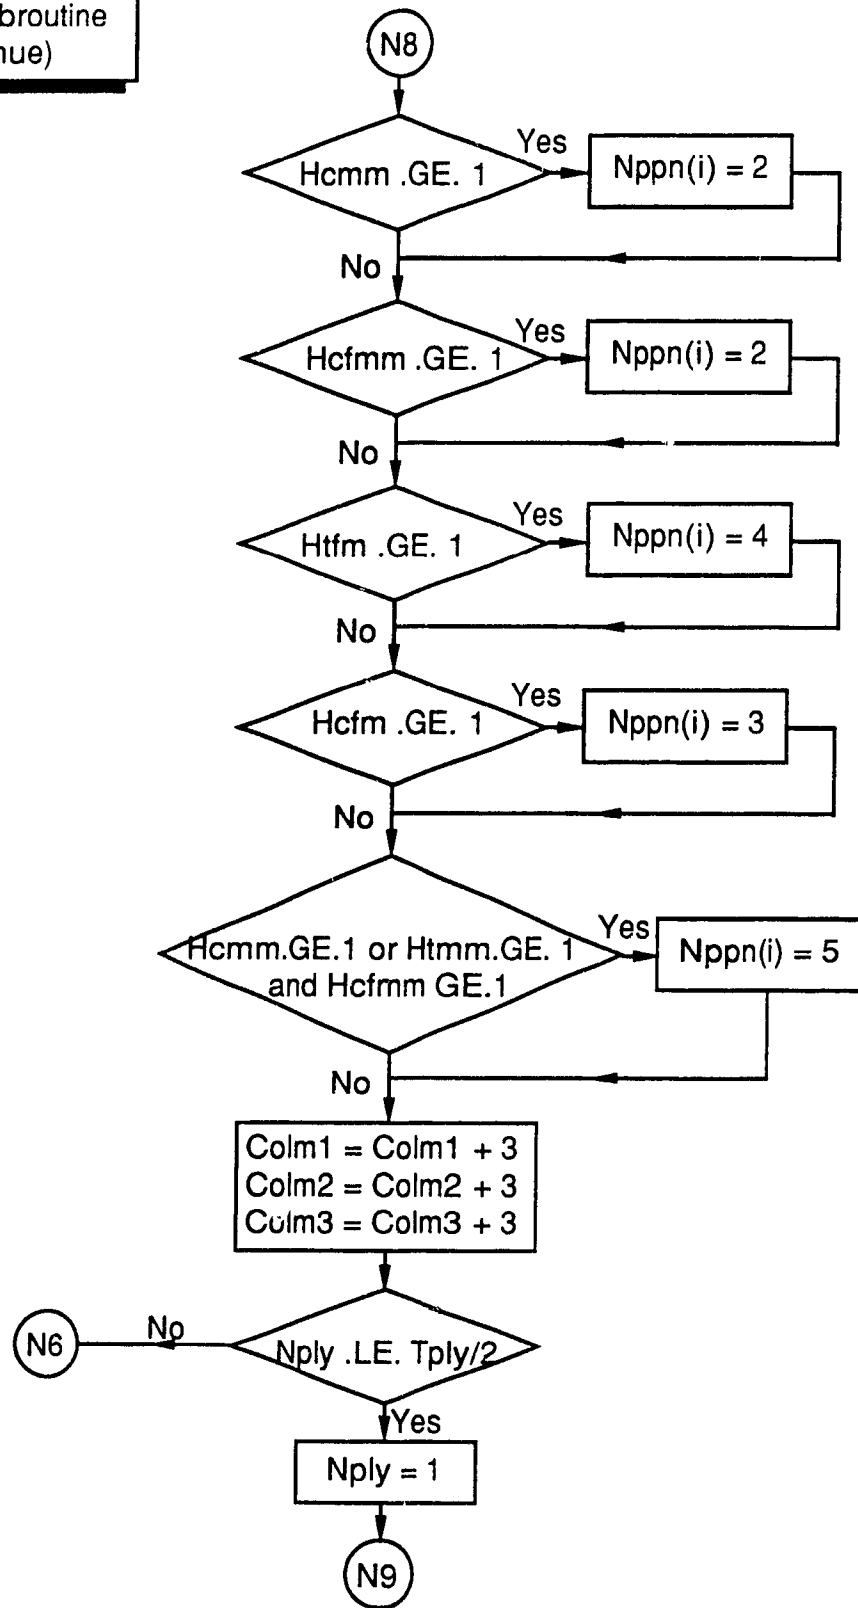 broutine
nue)
N8
Hcmm .GE. 1
Yes
Nppn(i) = 2
No
Hcfmm .GE. 1
Yes
Nppn(i) = 2
No
Htfm .GE. 1
Yes
Nppn(i) = 4
No
Hcfm .GE. 1
Yes
Nppn(i) = 3
No
Hcmm.GE.1 or Htmm.GE. 1
and Hcfmm GE.1
Yes
Nppn(i) = 5
No
Colm1 = Colm1 + 3
Colm2 = Colm2 + 3
Colm3 = Colm3 + 3
N6
No
Nply .LE. Tply/2
Yes
Nply = 1
N9